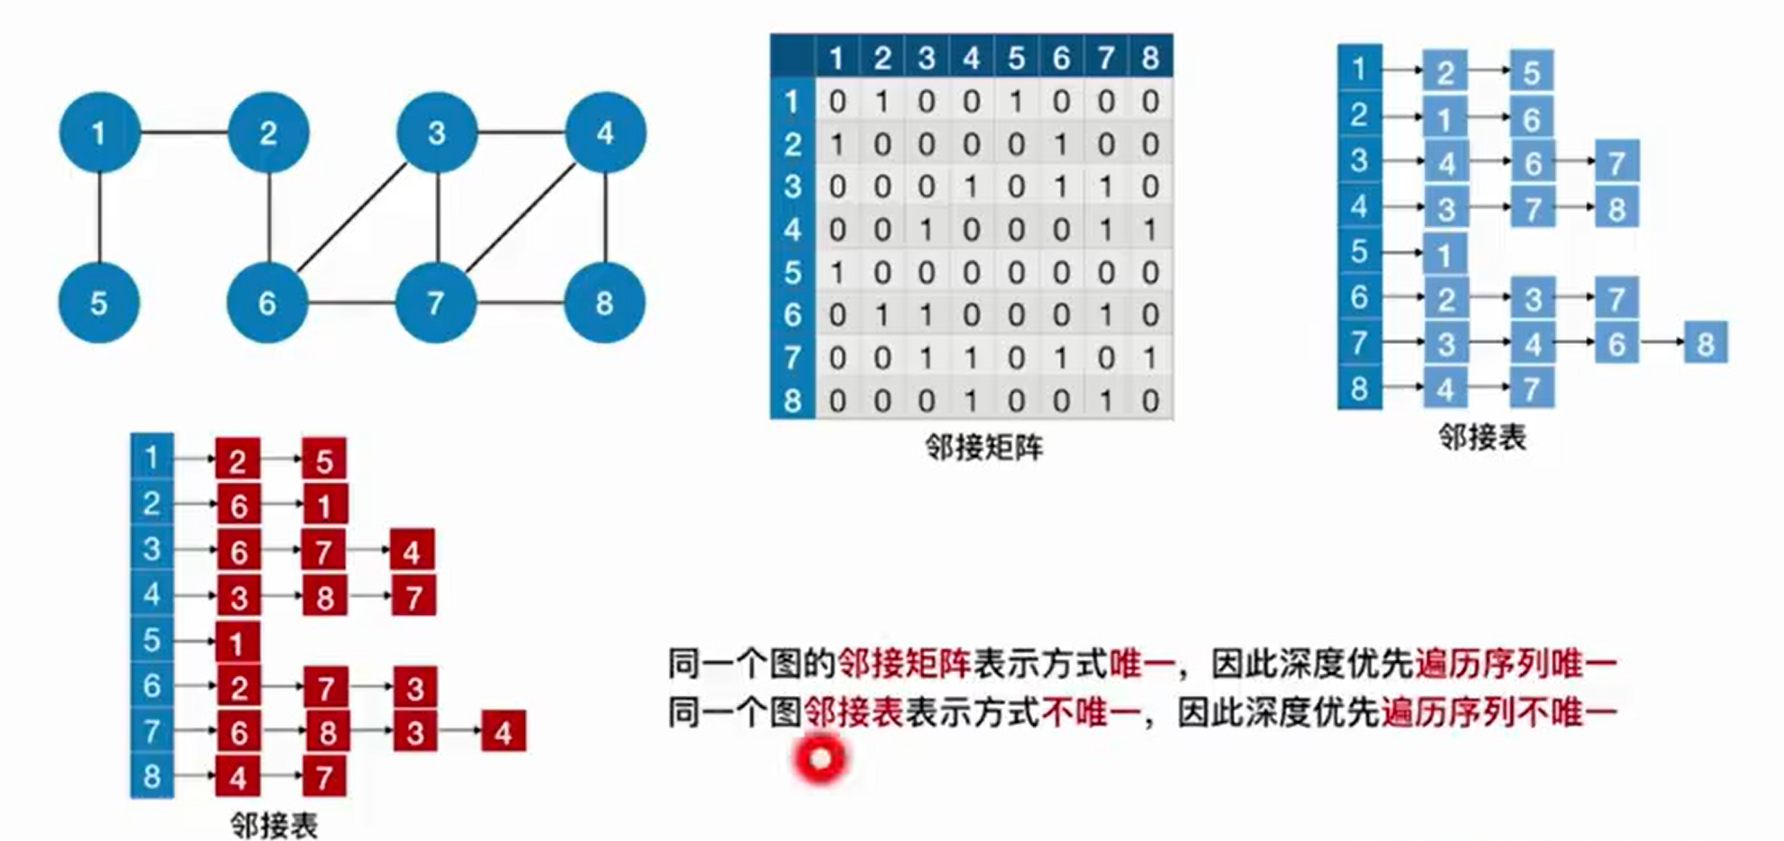 1 2 3 4
5 6 7 8
1 2 3 4 5 6 7 8
1 0 1 0 0 1 0 0 0
2 1 0 0 0 0 1 0 0
3 0 0 0 1 0 1 1 0
4 0 0 1 0 0 0 1 1
5 1 0 0 0 0 0 0 0
6 0 1 1 0 0 0 1 0
7 0 0 1 1 0 1 0 1
8 0 0 0 1 0 0 1 0
邻接矩阵
1 2 5
2 1 6
3 4 6 7
4 3 7 8
5 1
6 2 3 7
7 3 4 6 8
8 4 7
邻接表
1 2 5
2 6 1
3 6 7 4
4 3 8 7
5 1
6 2 7 3
7 6 8 3 4
8 4 7
邻接表
同一个图的邻接矩阵表示方式唯一，因此深度优先遍历序列唯一
同一个图邻接表表示方式不唯一，因此深度优先遍历序列不唯一